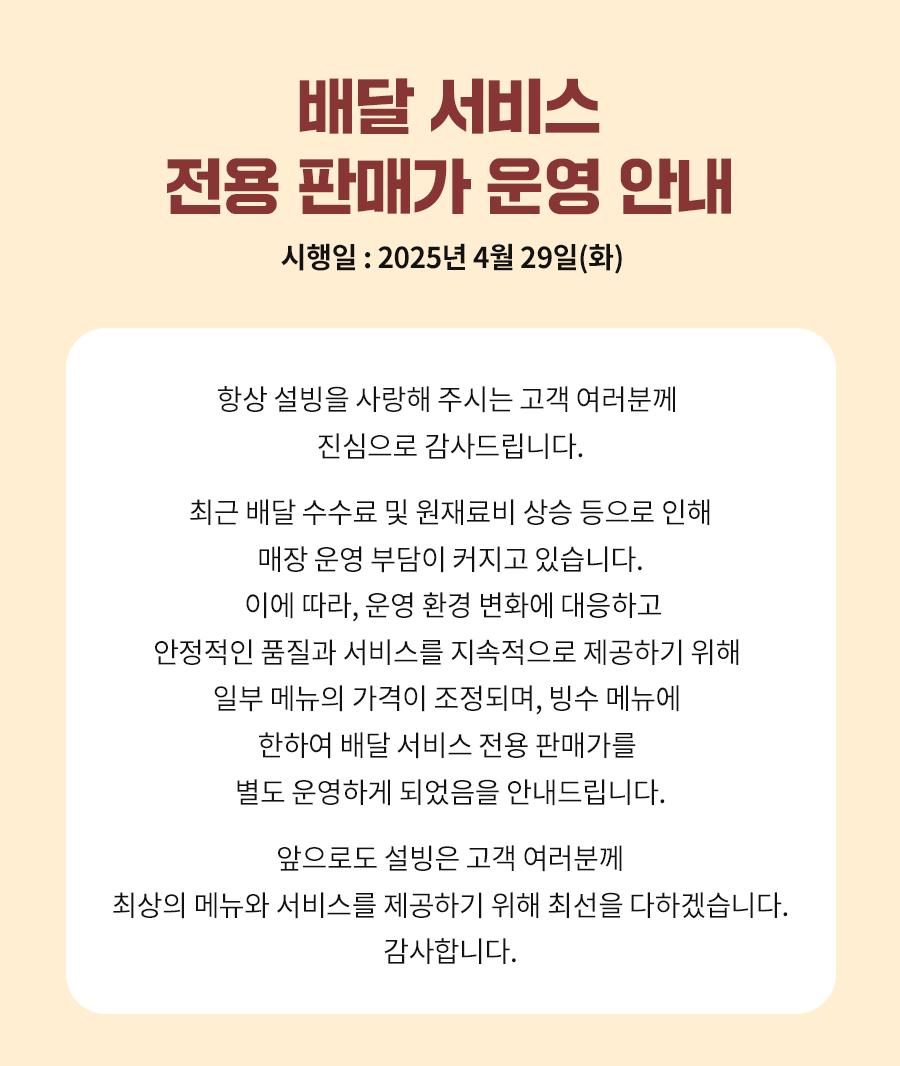 배달 서비스
전용 판매가 운영 안내
시행일 : 2025년 4월 29일(화)
항상 설빙을 사랑해 주시는 고객 여러분께
진심으로 감사드립니다.
최근 배달 수수료 및 원재료비 상승 등으로 인해
매장 운영 부담이 커지고 있습니다.
이에 따라, 운영 환경 변화에 대응하고
안정적인 품질과 서비스를 지속적으로 제공하기 위해
일부 메뉴의 가격이 조정되며, 빙수 메뉴에
한하여 배달 서비스 전용 판매가를
별도 운영하게 되었음을 안내드립니다.
앞으로도 설빙은 고객 여러분께
최상의 메뉴와 서비스를 제공하기 위해 최선을 다하겠습니다.
감사합니다.